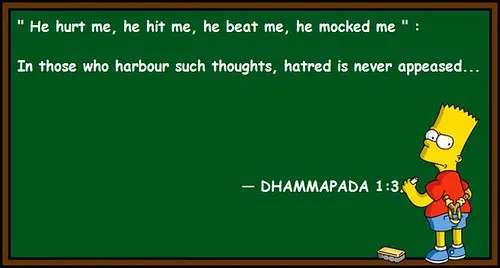 " He hurt me, he hit me, he beat me, he mocked me " :
In those who harbour such thoughts, hatred is never appeased...
— DHAMMAPADA 1:3.